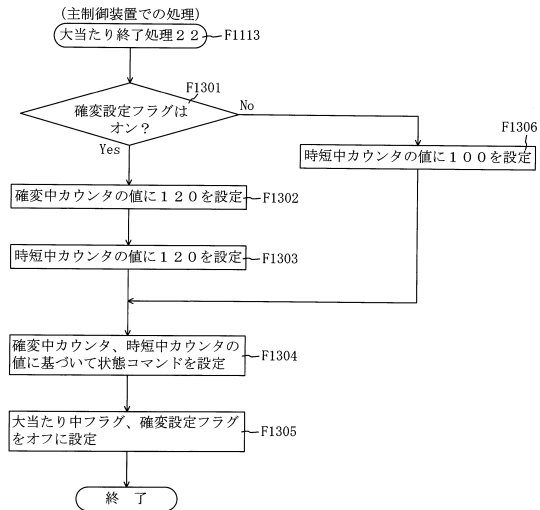 (主制御装置での処理)
大当たり終了処理２２
F1113
F1301
確変設定フラグは
オン？
No
Yes
F1306
時短中カウンタの値に１００を設定
確変中カウンタの値に１２０を設定
F1302
時短中カウンタの値に１２０を設定
F1303
確変中カウンタ、時短中カウンタの
値に基づいて状態コマンドを設定
F1304
大当たり中フラグ、確変設定フラグ
をオフに設定
F1305
終 了